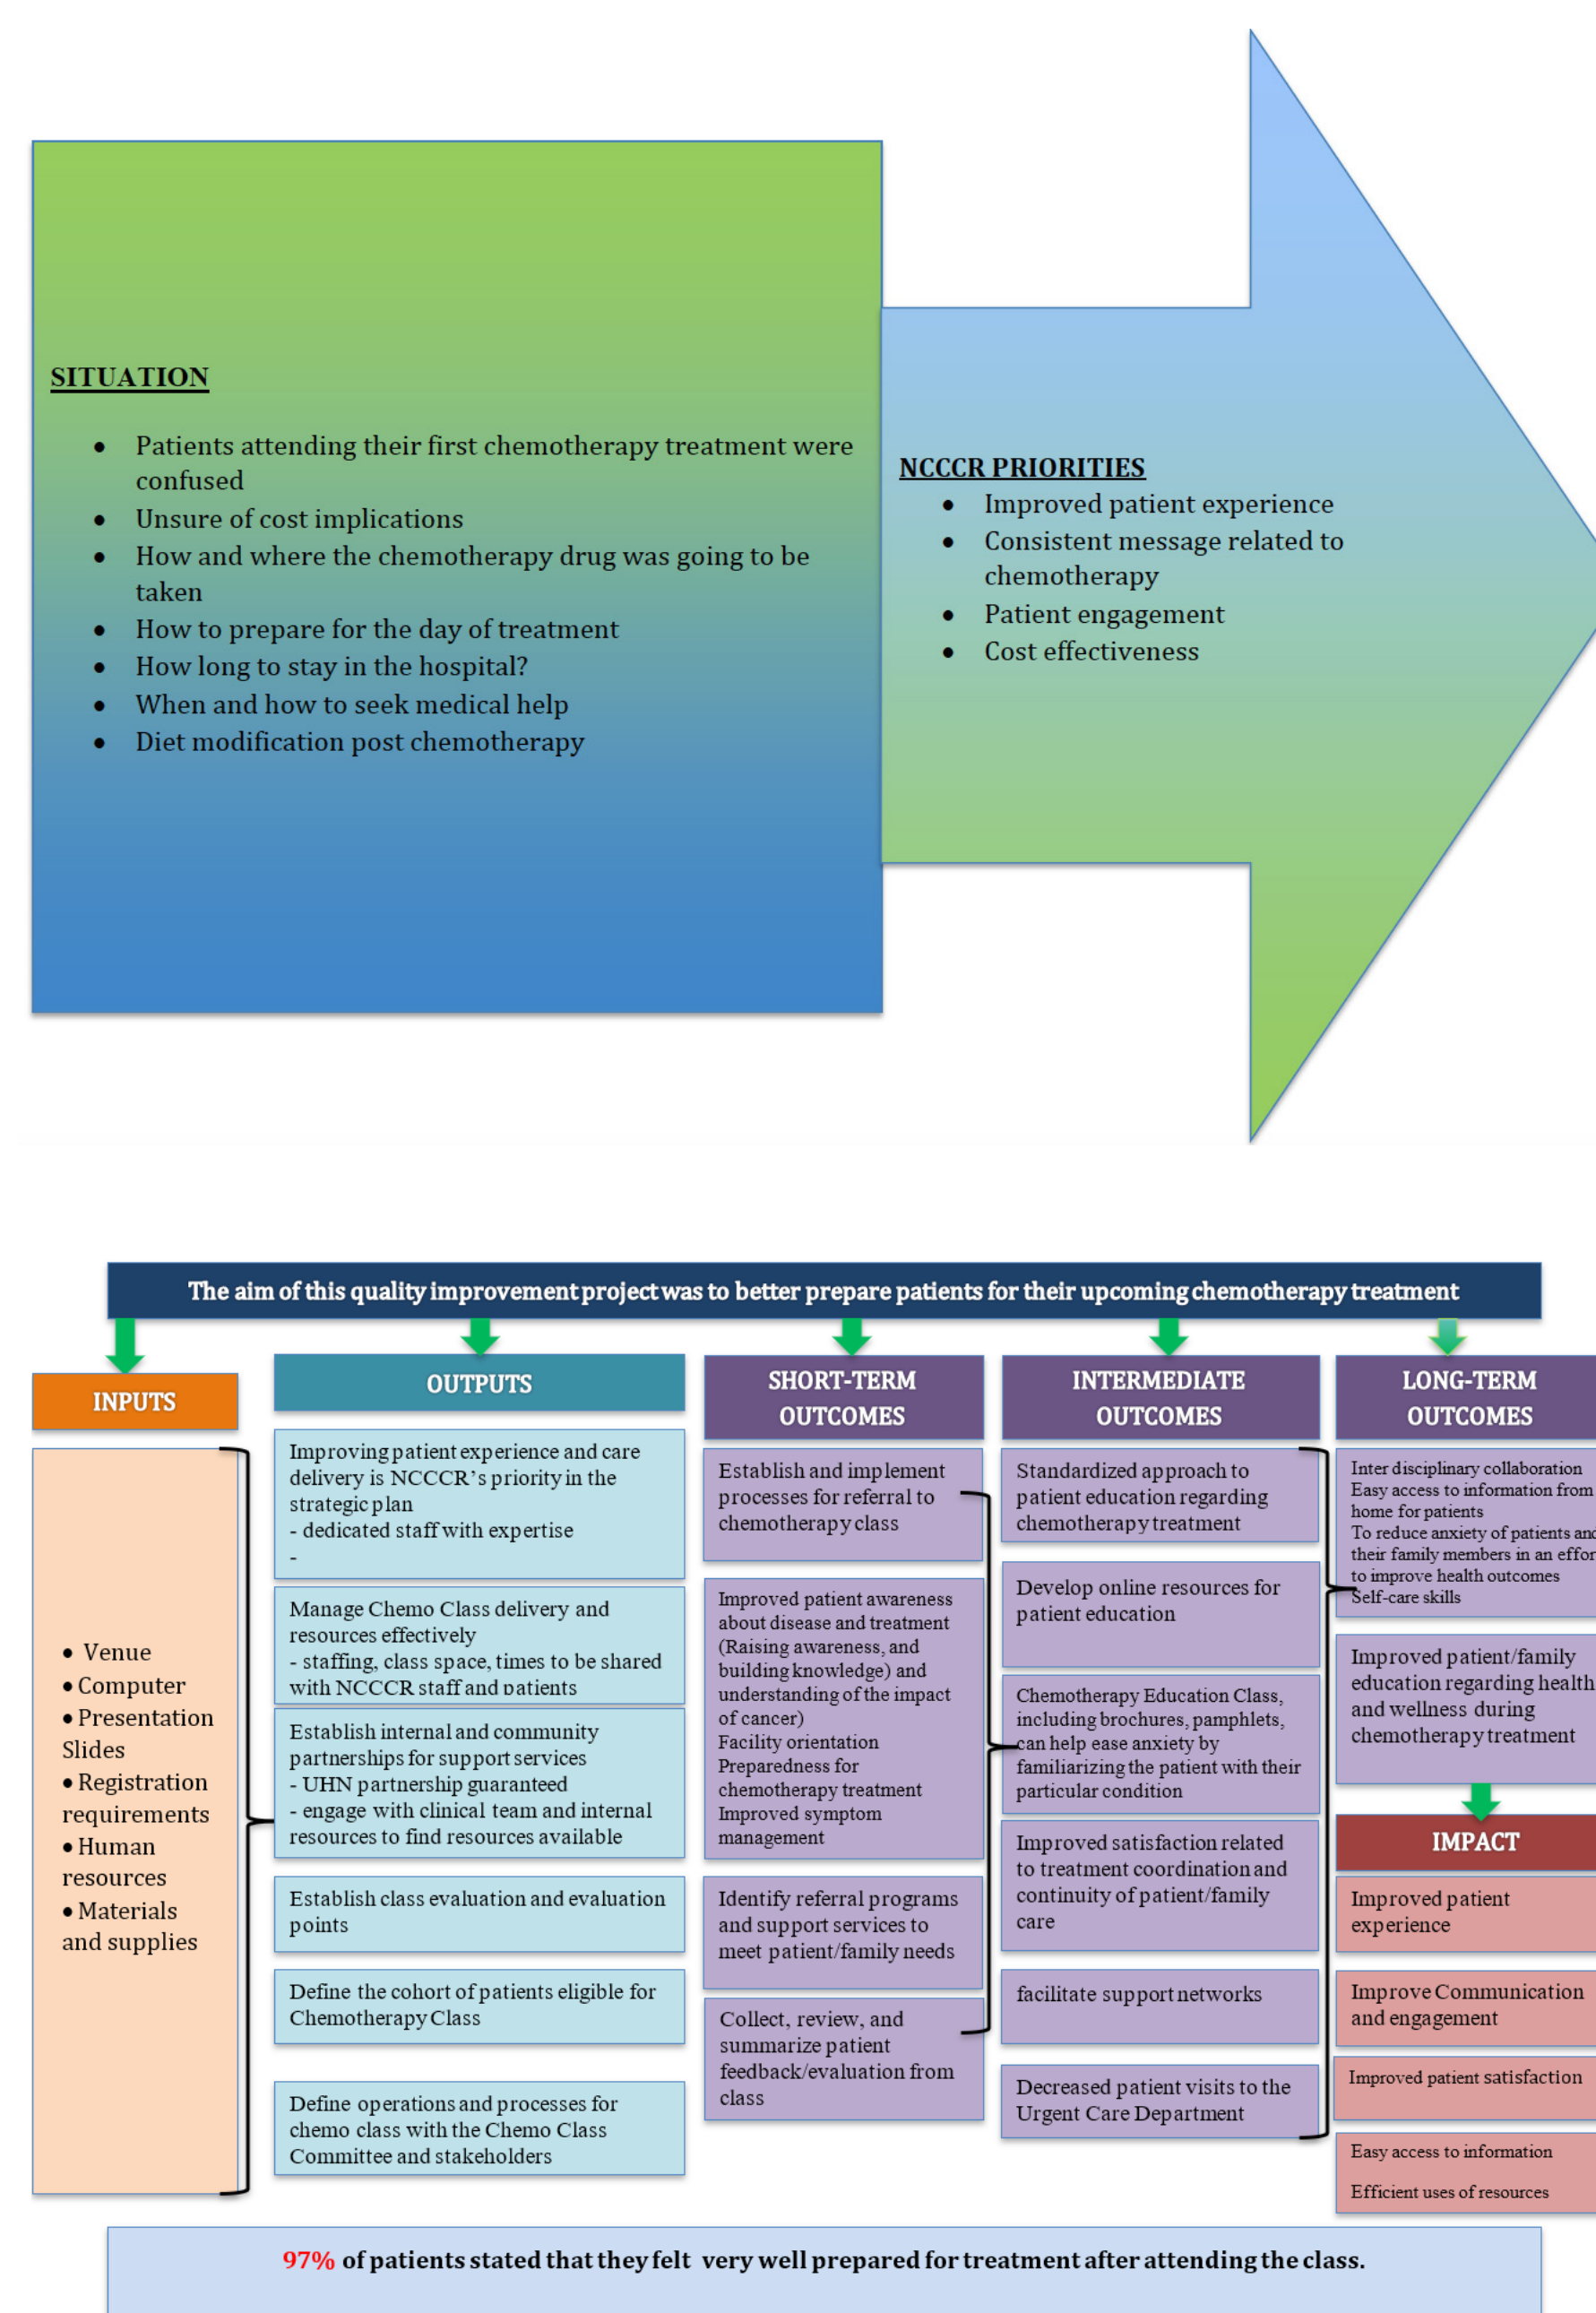 SITUATION
• Patients attending their first chemotherapy treatment were
confused
• Unsure of cost implications
• How and where the chemotherapy drug was going to be
taken
• How to prepare for the day of treatment
• How long to stay in the hospital?
• When and how to seek medical help
• Diet modification post chemotherapy
NCCCR PRIORITIES
• Improved patient experience
• Consistent message related to
chemotherapy
• Patient engagement
• Cost effectiveness
The aim of this quality improvement project was to better prepare patients for their upcoming chemotherapy treatment
INPUTS
• Venue
• Computer
• Presentation
Slides
• Registration
requirements
• Human
resources
• Materials
and supplies
OUTPUTS
Improving patient experience and care
delivery is NCCCR's priority in the
strategic plan
- dedicated staff with expertise
-
Manage Chemo Class delivery and
resources effectively
- staffing, class space, times to be shared
with NCCCR staff and patients
Establish internal and community
partnerships for support services
- UHN partnership guaranteed
- engage with clinical team and internal
resources to find resources available
Establish class evaluation and evaluation
points
Define the cohort of patients eligible for
Chemotherapy Class
Define operations and processes for
chemo class with the Chemo Class
Committee and stakeholders
SHORT-TERM
OUTCOMES
Establish and implement
processes for referral to
chemotherapy class
Improved patient awareness
about disease and treatment
(Raising awareness, and
building knowledge) and
understanding of the impact
of cancer)
Facility orientation
Preparedness for
chemotherapy treatment
Improved symptom
management
Identify referral programs
and support services to
meet patient/family needs
Collect, review, and
summarize patient
feedback/evaluation from
class
INTERMEDIATE
OUTCOMES
Standardized approach to
patient education regarding
chemotherapy treatment
Develop online resources for
patient education
Chemotherapy Education Class,
including brochures, pamphlets,
can help ease anxiety by
familiarizing the patient with their
particular condition
Improved satisfaction related
to treatment coordination and
continuity of patient/family
care
facilitate support networks
Decreased patient visits to the
Urgent Care Department
LONG-TERM
OUTCOMES
Inter disciplinary collaboration
Easy access to information from
home for patients
To reduce anxiety of patients and
their family members in an effor
to improve health outcomes
Self-care skills
Improved patient/family
education regarding health
and wellness during
chemotherapy treatment
IMPACT
Improved patient
experience
Improve Communication
and engagement
Improved patient satisfaction
Easy access to information
Efficient uses of resources
97% of patients stated that they felt very well prepared for treatment after attending the class.